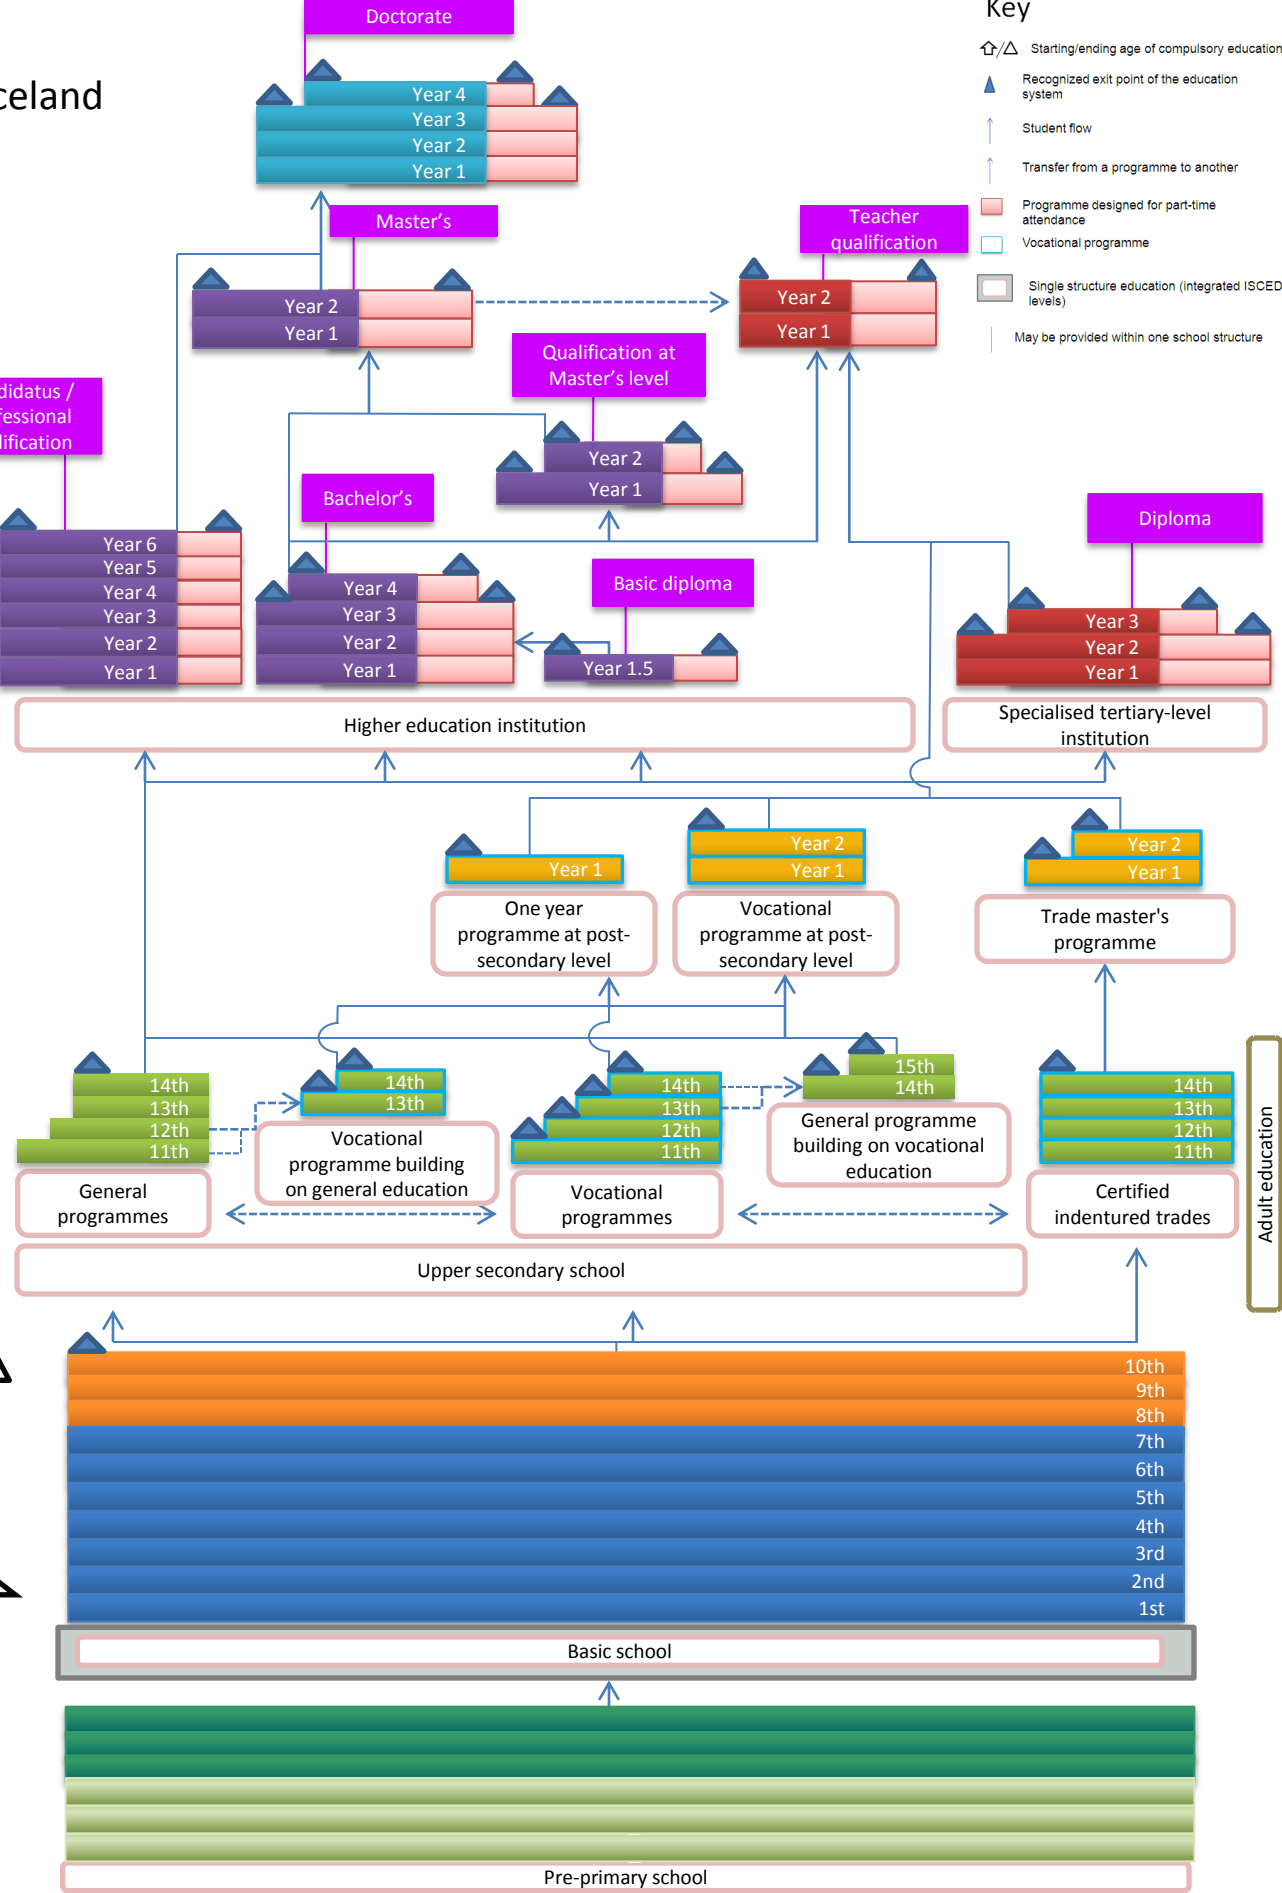 Key
Starting/ending age of compulsory education
Recognized exit point of the education
system
Student flow
Transfer from a programme to another
Programme designed for part-time
attendance
Vocational programme
Single structure education (integrated ISCED
levels)
May be provided within one school structure
celand
Doctorate
Year 4
Year 3
Year 2
Year 1
Master's
Year 2
Year 1
Teacher
qualification
Year 2
Year 1
Qualification at
Master's level
Year 2
Year 1
didatus /
fessional
lification
Year 6
Year 5
Year 4
Year 3
Year 2
Year 1
Bachelor's
Year 4
Year 3
Year 2
Year 1
Basic diploma
Year 1.5
Diploma
Year 3
Year 2
Year 1
Higher education institution
Specialised tertiary-level
institution
Year 1
One year
programme at post-
secondary level
Year 2
Year 1
Vocational
programme at post-
secondary level
Year 2
Year 1
Trade master's
programme
14th
13th
12th
11th
General
programmes
14th
13th
Vocational
programme building
on general education
14th
13th
12th
11th
Vocational
programmes
15th
14th
General programme
building on vocational
education
14th
13th
12th
11th
Certified
indentured trades
Adult education
Upper secondary school
10th
9th
8th
7th
6th
5th
4th
3rd
2nd
1st
Basic school
Pre-primary school